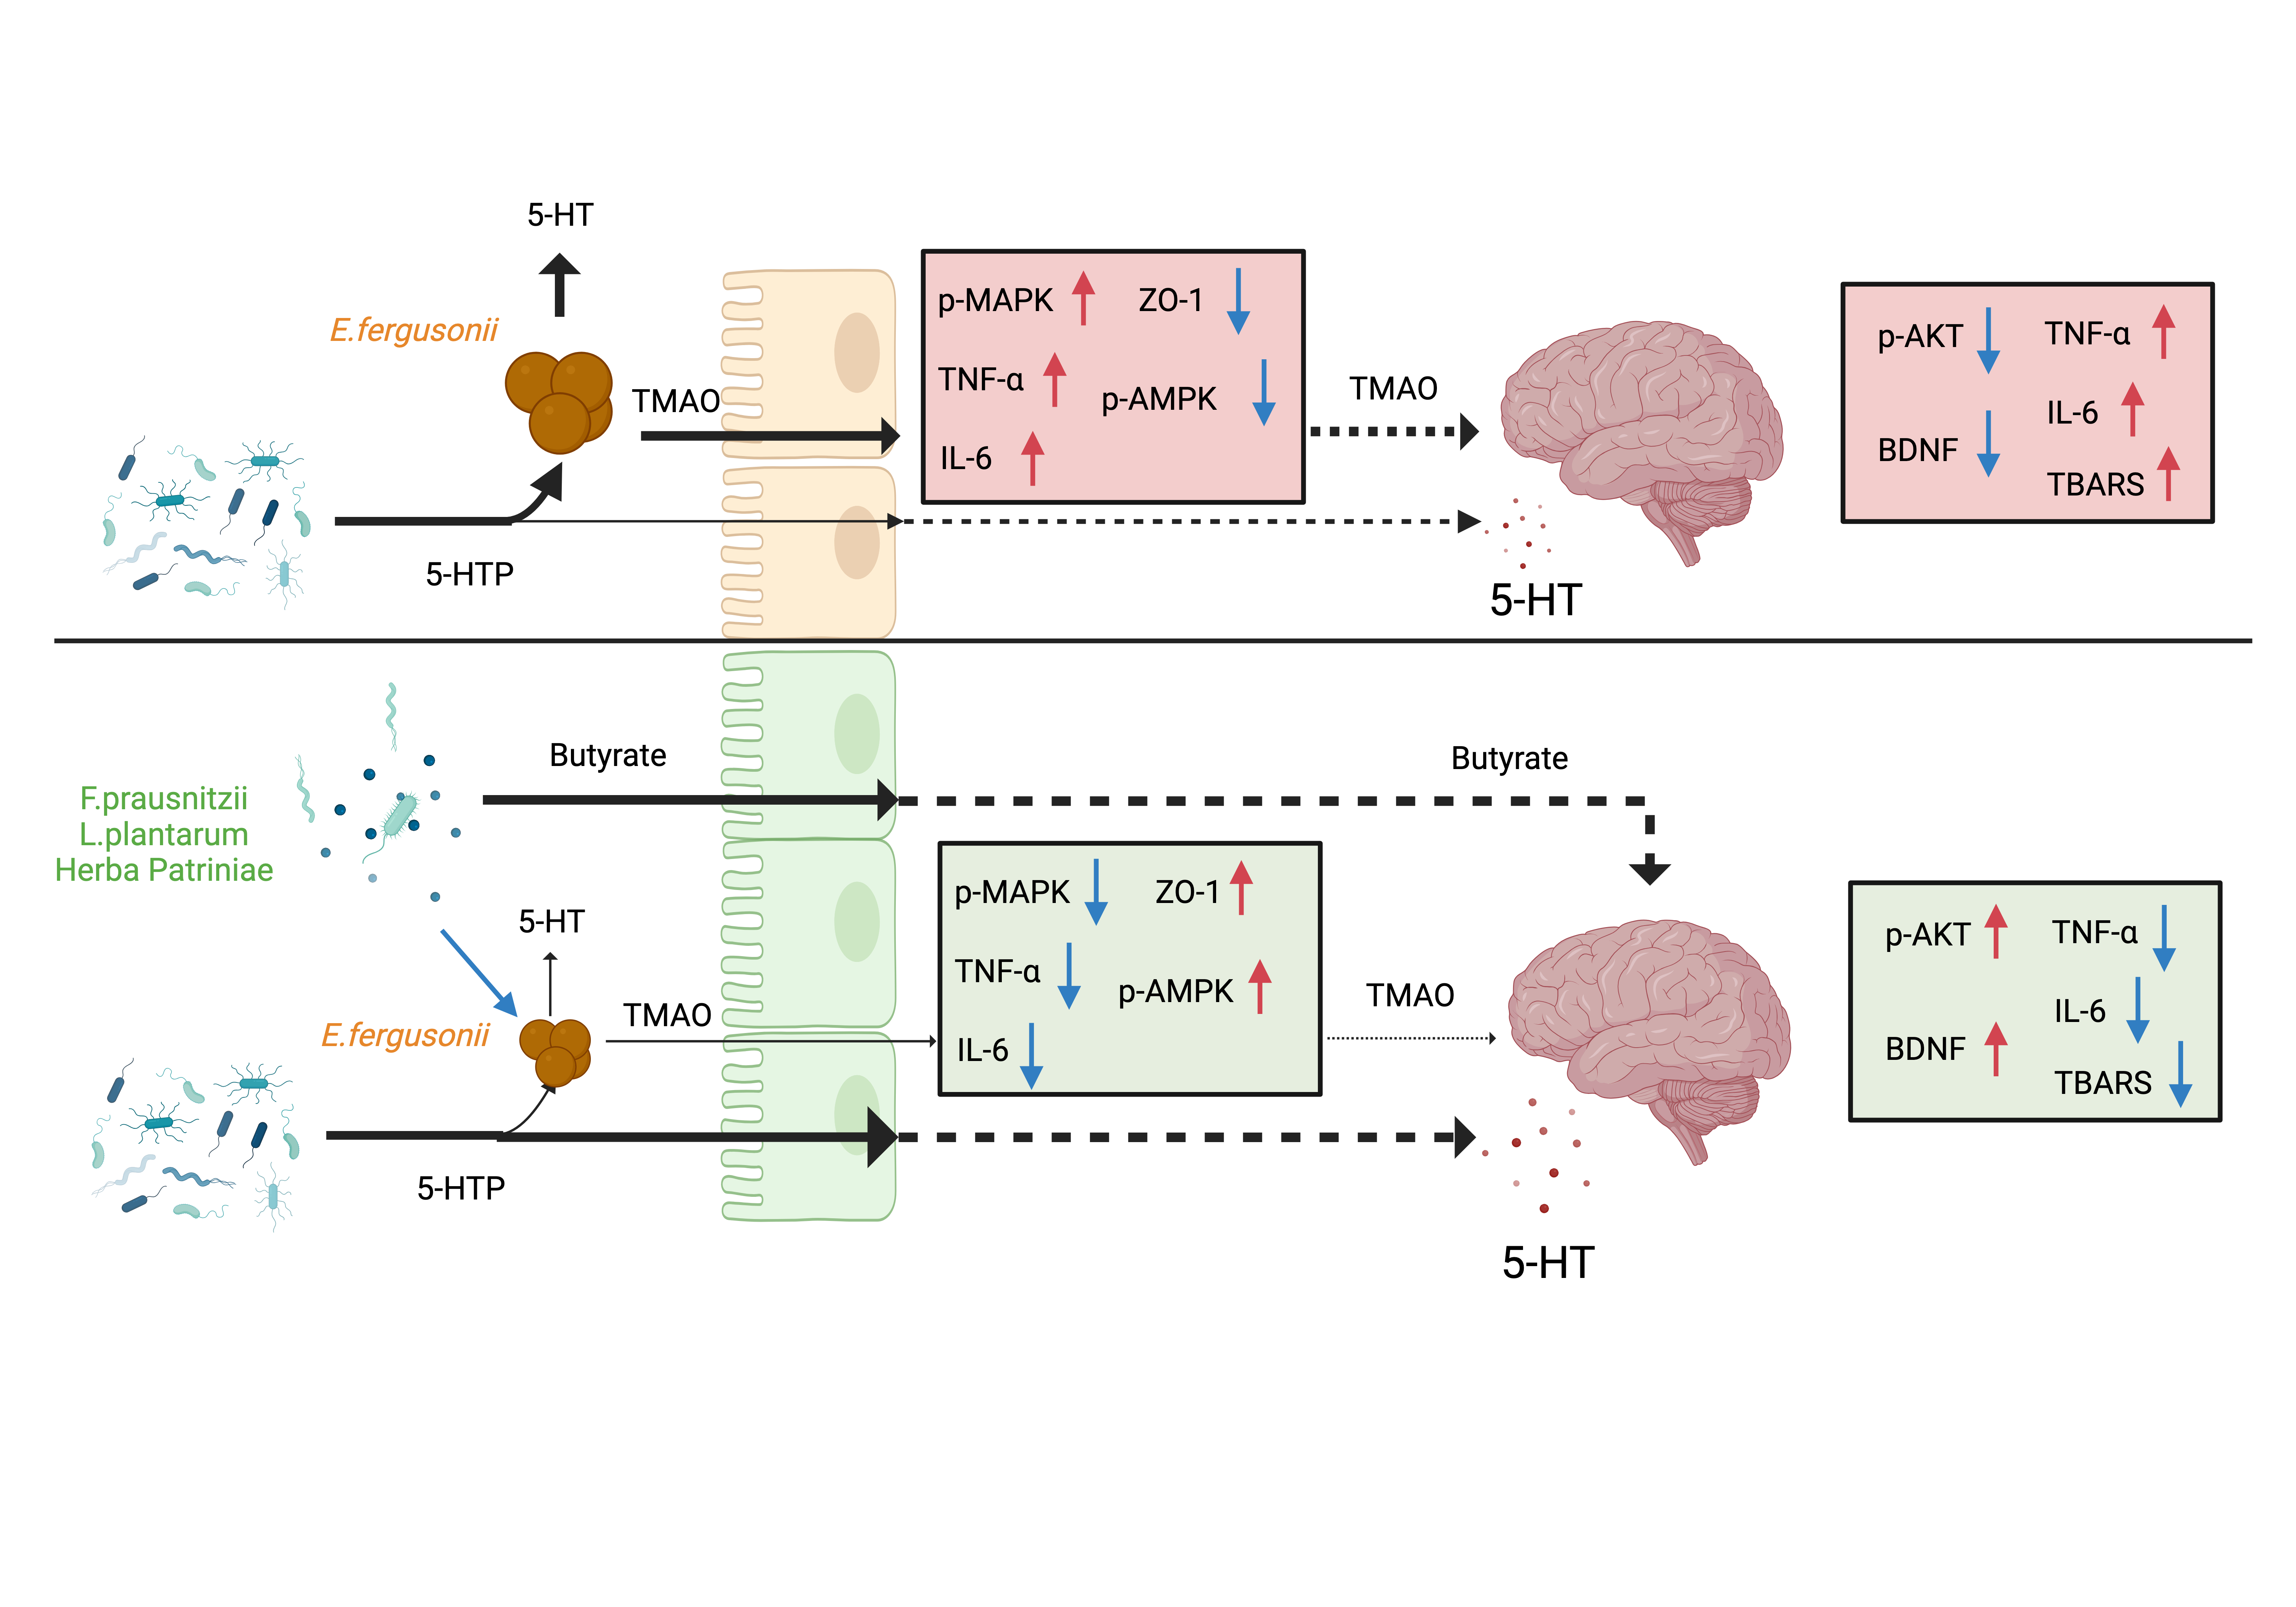 5-HT
E.fergusonii
TMAO
5-HTP
p-MAPK
ZO-1
TNF-α
p-AMPK
IL-6
TMAO
5-HT
p-AKT
TNF-α
IL-6
BDNF
TBARS
F.prausnitzii
L.plantarum
Herba Patriniae
Butyrate
Butyrate
5-HT
E.fergusonii
TMAO
5-HTP
p-MAPK
ZO-1
TNF-α
p-AMPK
IL-6
TMAO
5-HT
p-AKT
TNF-α
IL-6
BDNF
TBARS